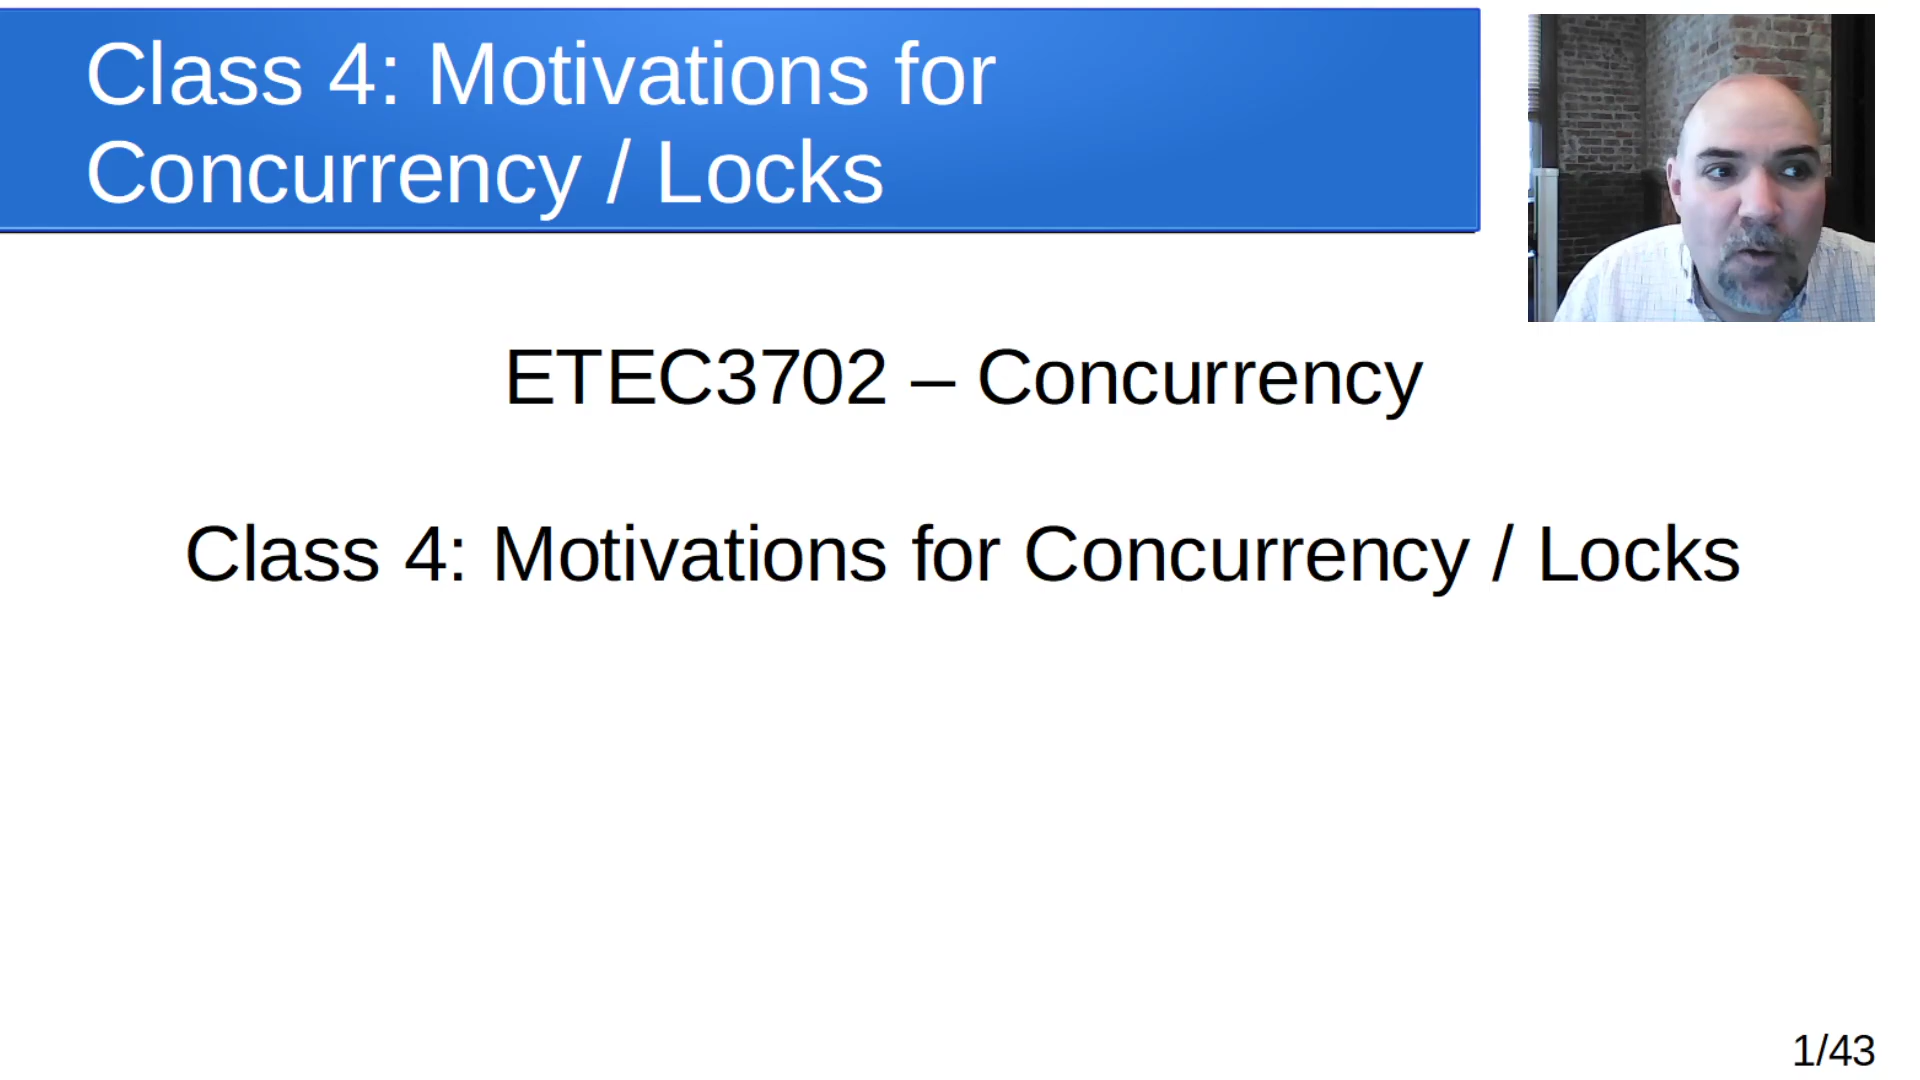 Class 4: Motivations for
Concurrency / Locks
ETEC3702 – Concurrency
Class 4: Motivations for Concurrency / Locks
1/43